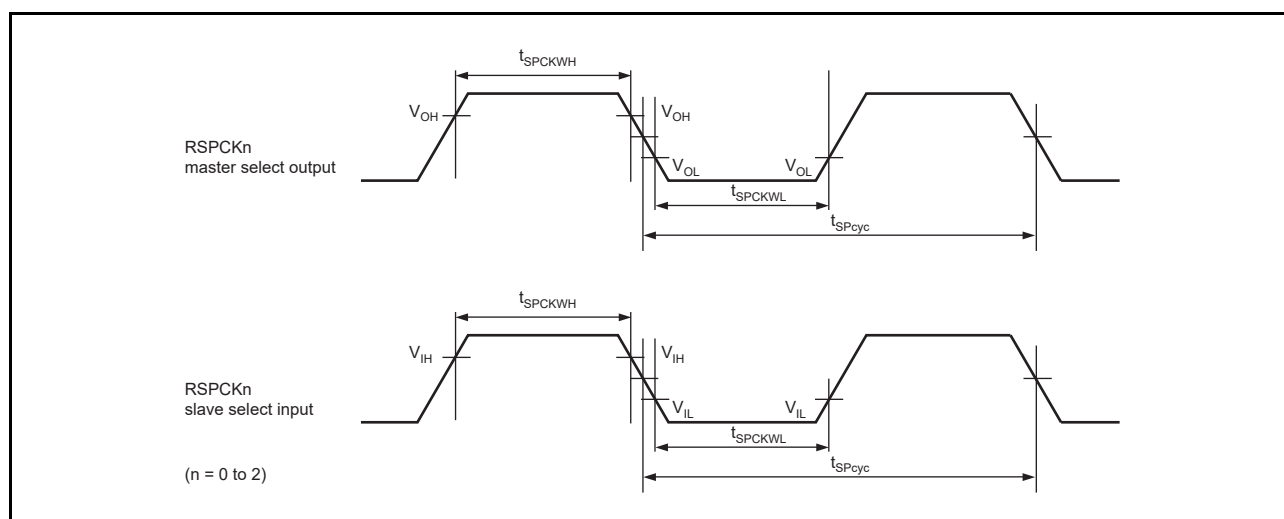 tSPCKWH
VOH
VOH
RSPCKn
master select output
VOL
VOL
tSPCKWL
tSPcyc
tSPCKWH
VIH
VIH
RSPCKn
slave select input
VIL
VIL
tSPCKWL
tSPcyc
(n = 0 to 2)